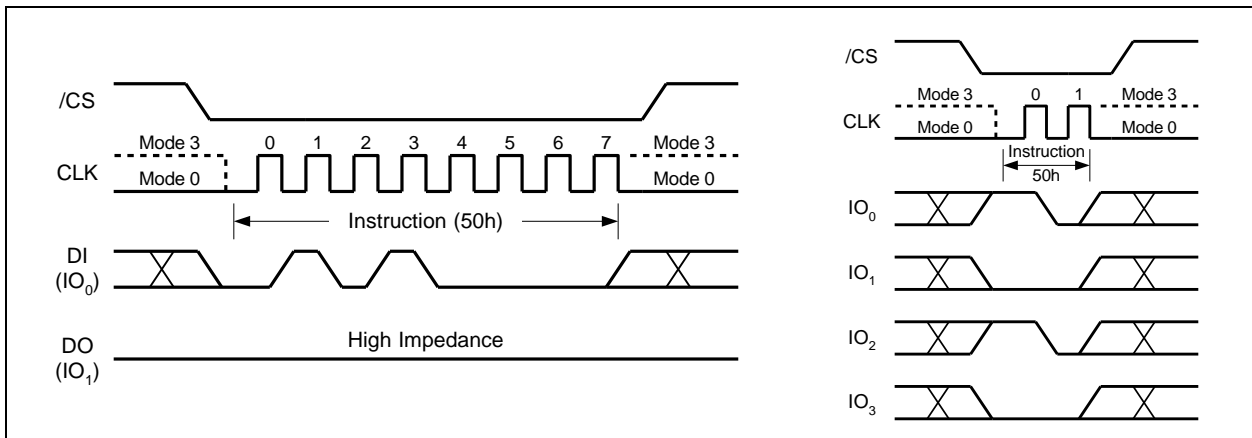 /CS
Mode 3 0 1 2 3 4 5 6 7 Mode 3
CLK Mode 0 Mode 0
Instruction (50h)
DI
(IO0)
DO High Impedance
(IO1)
/CS
Mode 3 0 1 Mode 3
CLK Mode 0 Mode 0
Instruction
50h
IO0
IO1
IO2
IO3